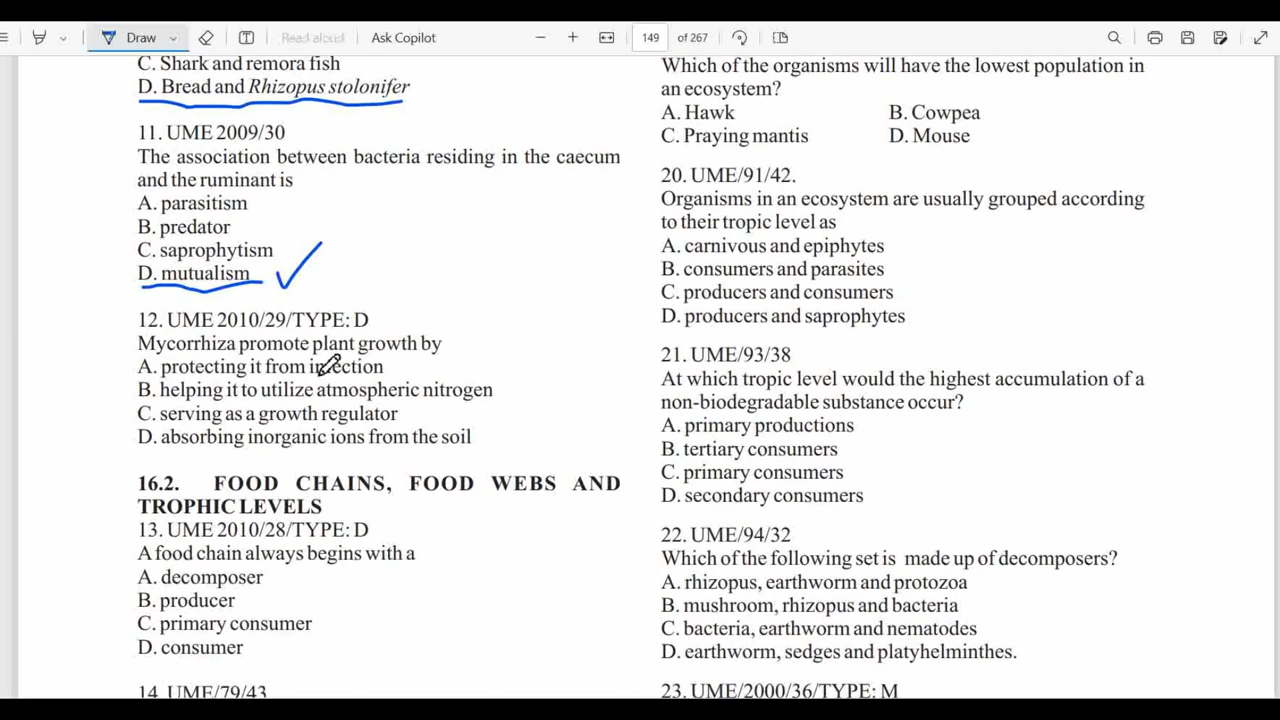 Draw
Read aloud
Ask Copilot
149 of 267
C. Shark and remora fish
D. Bread and Rhizopus stolonifer
11. UME 2009/30
The association between bacteria residing in the caecum
and the ruminant is
A. parasitism
B. predator
C. saprophytism
D. mutualism
12. UME 2010/29/TYPE: D
Mycorrhiza promote plant growth by
A. protecting it from infection
B. helping it to utilize atmospheric nitrogen
C. serving as a growth regulator
D. absorbing inorganic ions from the soil
16.2. FOOD CHAINS, FOOD WEBS AND
TROPHIC LEVELS
13. UME 2010/28/TYPE: D
A food chain always begins with a
A. decomposer
B. producer
C. primary consumer
D. consumer
14. UME/79/43
Which of the organisms will have the lowest population in
an ecosystem?
A. Hawk B. Cowpea
C. Praying mantis D. Mouse
20. UME/91/42.
Organisms in an ecosystem are usually grouped according
to their tropic level as
A. carnivous and epiphytes
B. consumers and parasites
C. producers and consumers
D. producers and saprophytes
21. UME/93/38
At which tropic level would the highest accumulation of a
non-biodegradable substance occur?
A. primary productions
B. tertiary consumers
C. primary consumers
D. secondary consumers
22. UME/94/32
Which of the following set is made up of decomposers?
A. rhizopus, earthworm and protozoa
B. mushroom, rhizopus and bacteria
C. bacteria, earthworm and nematodes
D. earthworm, sedges and platyhelminthes.
23. UME/2000/36/TYPE: M